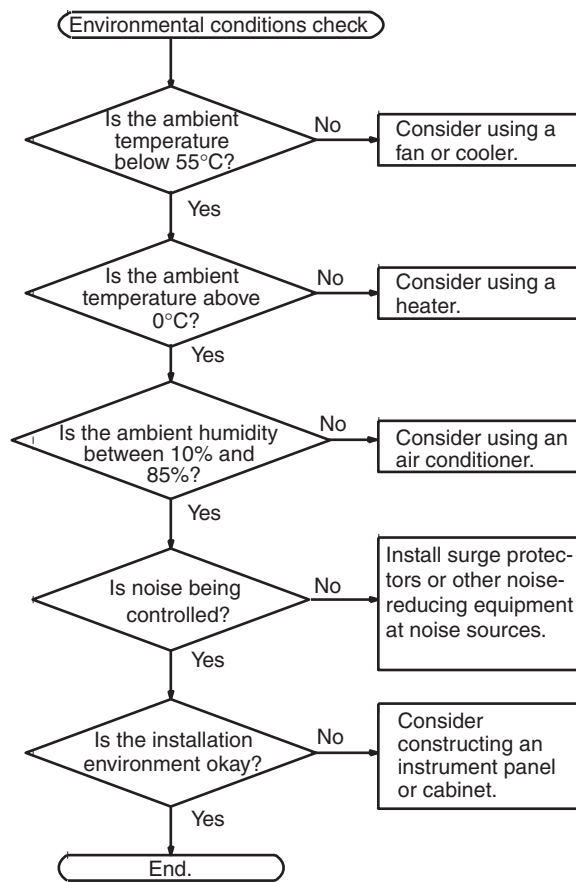 Environmental conditions check
Is the ambient
temperature
below 55°C?
No
Consider using a
fan or cooler.
Yes
Is the ambient
temperature above
0°C?
No
Consider using a
heater.
Yes
Is the ambient humidity
between 10% and
85%?
No
Consider using an
air conditioner.
Yes
Is noise being
controlled?
No
Install surge protec-
tors or other noise-
reducing equipment
at noise sources.
Yes
Is the installation
environment okay?
No
Consider
constructing an
instrument panel
or cabinet.
Yes
End.